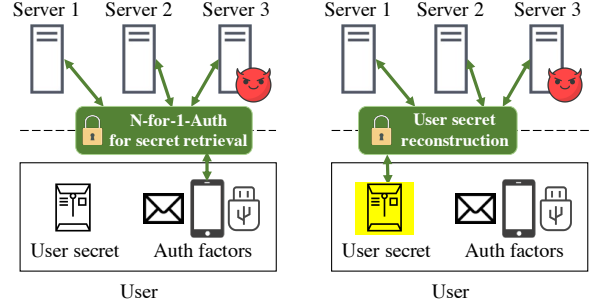 Server 1 Server 2 Server 3
N-for-1-Auth
for secret retrieval
User secret Auth factors
User
Server 1 Server 2 Server 3
User secret
reconstruction
User secret Auth factors
User